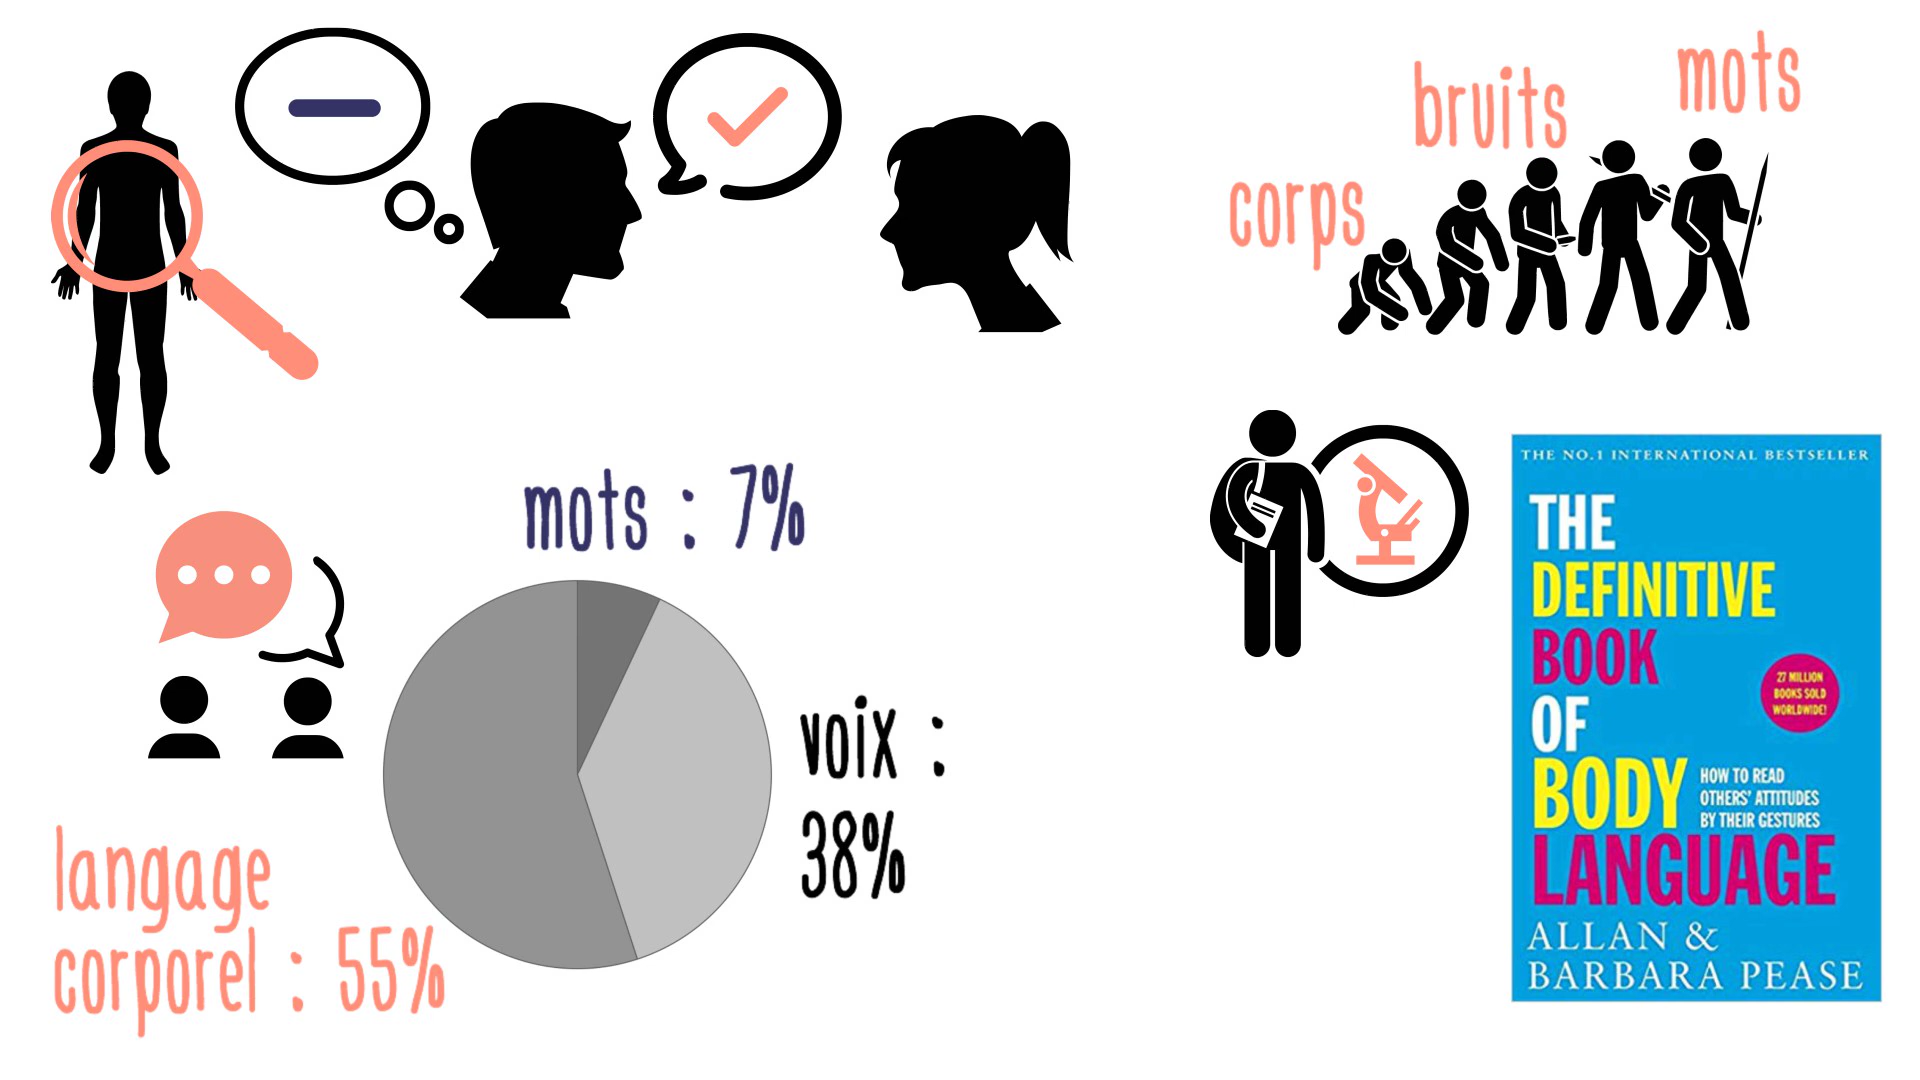 corps
bruits
mots
mots : 7%
voix :
38%
langage
corporel : 55%
THE NO.1 INTERNATIONAL BESTSELLER
THE
DEFINITIVE
BOOK
OF
BODY
LANGUAGE
27 MILLION
BOOKS SOLD
WORLDWIDE!
HOW TO READ
OTHERS' ATTITUDES
BY THEIR GESTURES
ALLAN &
BARBARA PEASE